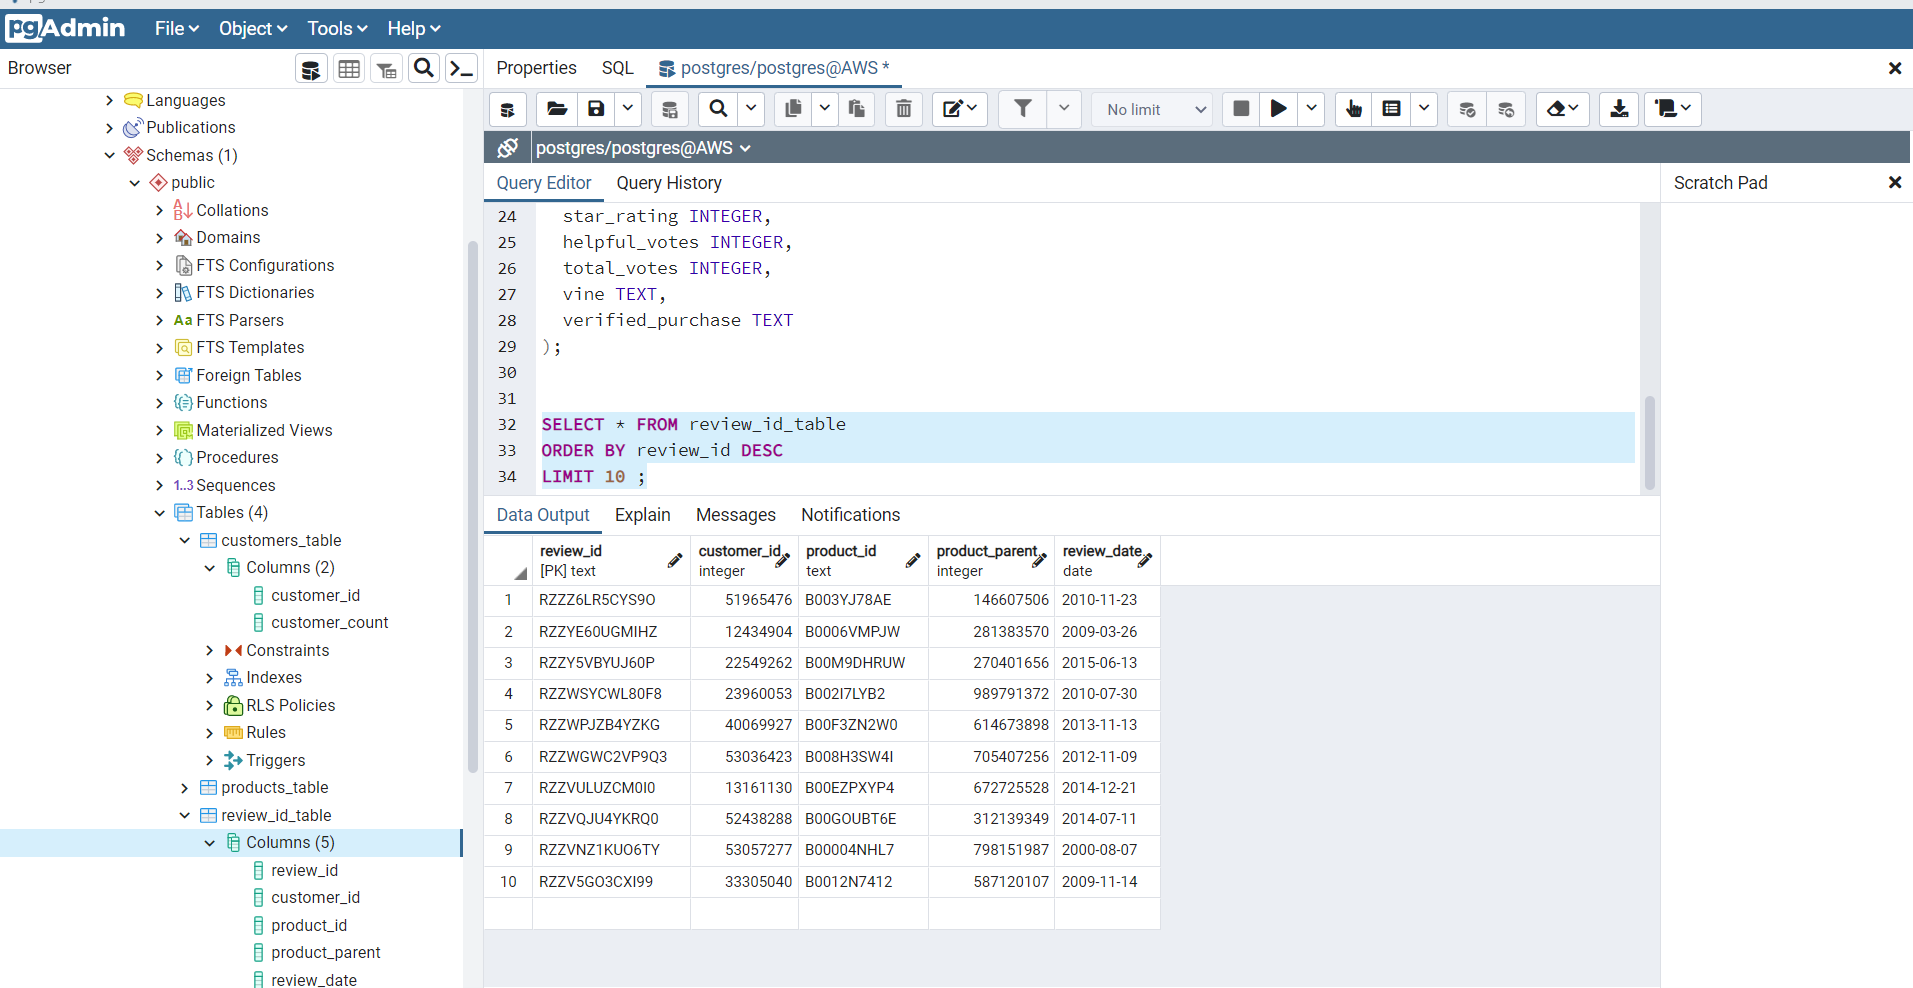 pgAdmin File Object Tools Help
Browser
Properties SQL postgres/postgres@AWS *
No limit
postgres/postgres@AWS
Query Editor Query History
Scratch Pad
Languages
Publications
Schemas (1)
public
Collations
Domains
FTS Configurations
FTS Dictionaries
Aa FTS Parsers
FTS Templates
Foreign Tables
Functions
Materialized Views
Procedures
1..3 Sequences
Tables (4)
customers_table
Columns (2)
customer_id
customer_count
Constraints
Indexes
RLS Policies
Rules
Triggers
products_table
review_id_table
Columns (5)
review_id
customer_id
product_id
product_parent
review_date
24 star_rating INTEGER,
25 helpful_votes INTEGER,
26 total_votes INTEGER,
27 vine TEXT,
28 verified_purchase TEXT
29 );
30
31
32 SELECT * FROM review_id_table
33 ORDER BY review_id DESC
34 LIMIT 10 ;
Data Output Explain Messages Notifications
review_id customer_id product_id product_parent review_date
[PK] text integer text integer date
1 RZZZ6LR5CYS9O 51965476 B003YJ78AE 146607506 2010-11-23
2 RZZYE60UGMIHZ 12434904 B0006VMPJW 281383570 2009-03-26
3 RZZY5VBYUJ60P 22549262 B00M9DHRUW 270401656 2015-06-13
4 RZZWSYCWL80F8 23960053 B002I7LYB2 989791372 2010-07-30
5 RZZWPJZB4YZKG 40069927 B00F3ZN2W0 614673898 2013-11-13
6 RZZWGWC2VP9Q3 53036423 B008H3SW4I 705407256 2012-11-09
7 RZZVULUZCM0I0 13161130 B00EZPXYP4 672725528 2014-12-21
8 RZZVQJU4YKRQ0 52438288 B00GOUBT6E 312139349 2014-07-11
9 RZZVNZ1KUO6TY 53057277 B00004NHL7 798151987 2000-08-07
10 RZZV5GO3CXI99 33305040 B0012N7412 587120107 2009-11-14